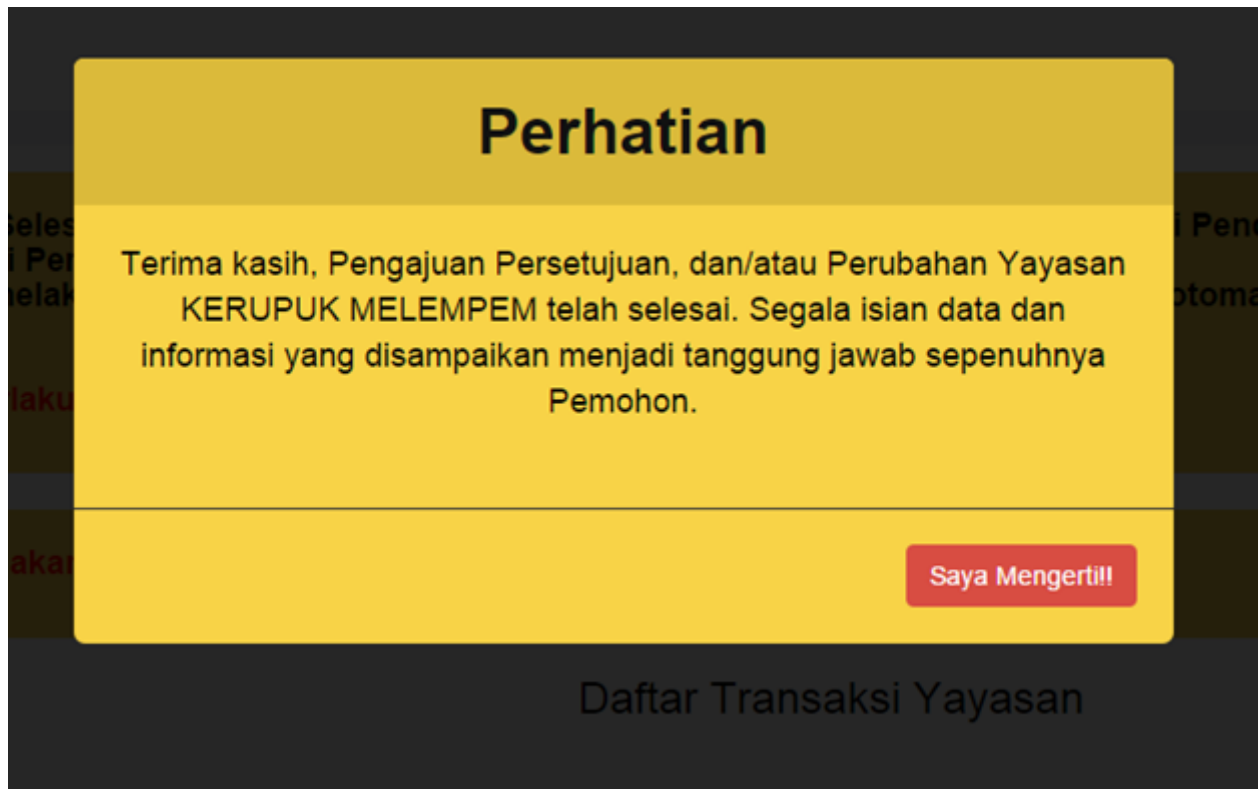 Perhatian
Terima kasih, Pengajuan Persetujuan, dan/atau Perubahan Yayasan
KERUPUK MELEMPEM telah selesai. Segala isian data dan
informasi yang disampaikan menjadi tanggung jawab sepenuhnya
Pemohon.
Saya Mengerti!!
Daftar Transaksi Yayasan